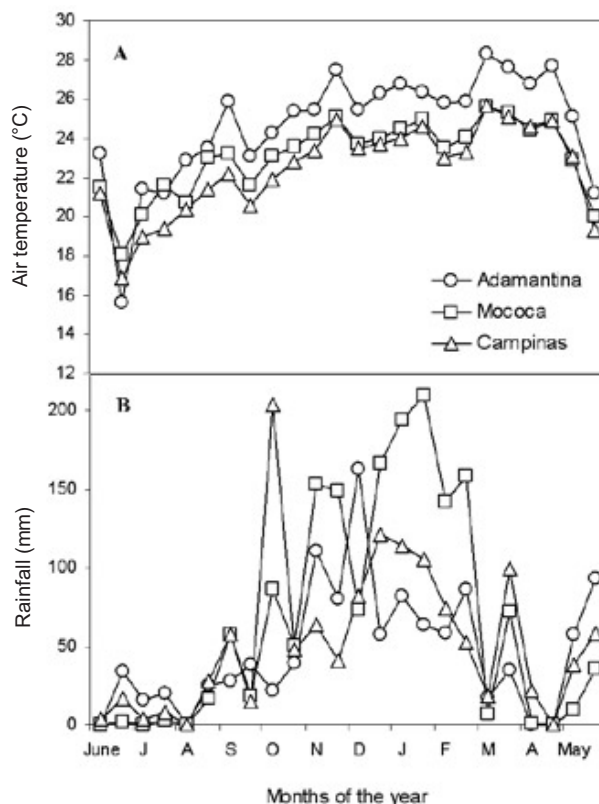 30
28
A
26
24
22
20
18
16
14
12
Air temperature (°C)
Adamantina
Mococa
Campinas
B
200
150
100
50
0
Rainfall (mm)
June J A S O N D J F M A May
Months of the year